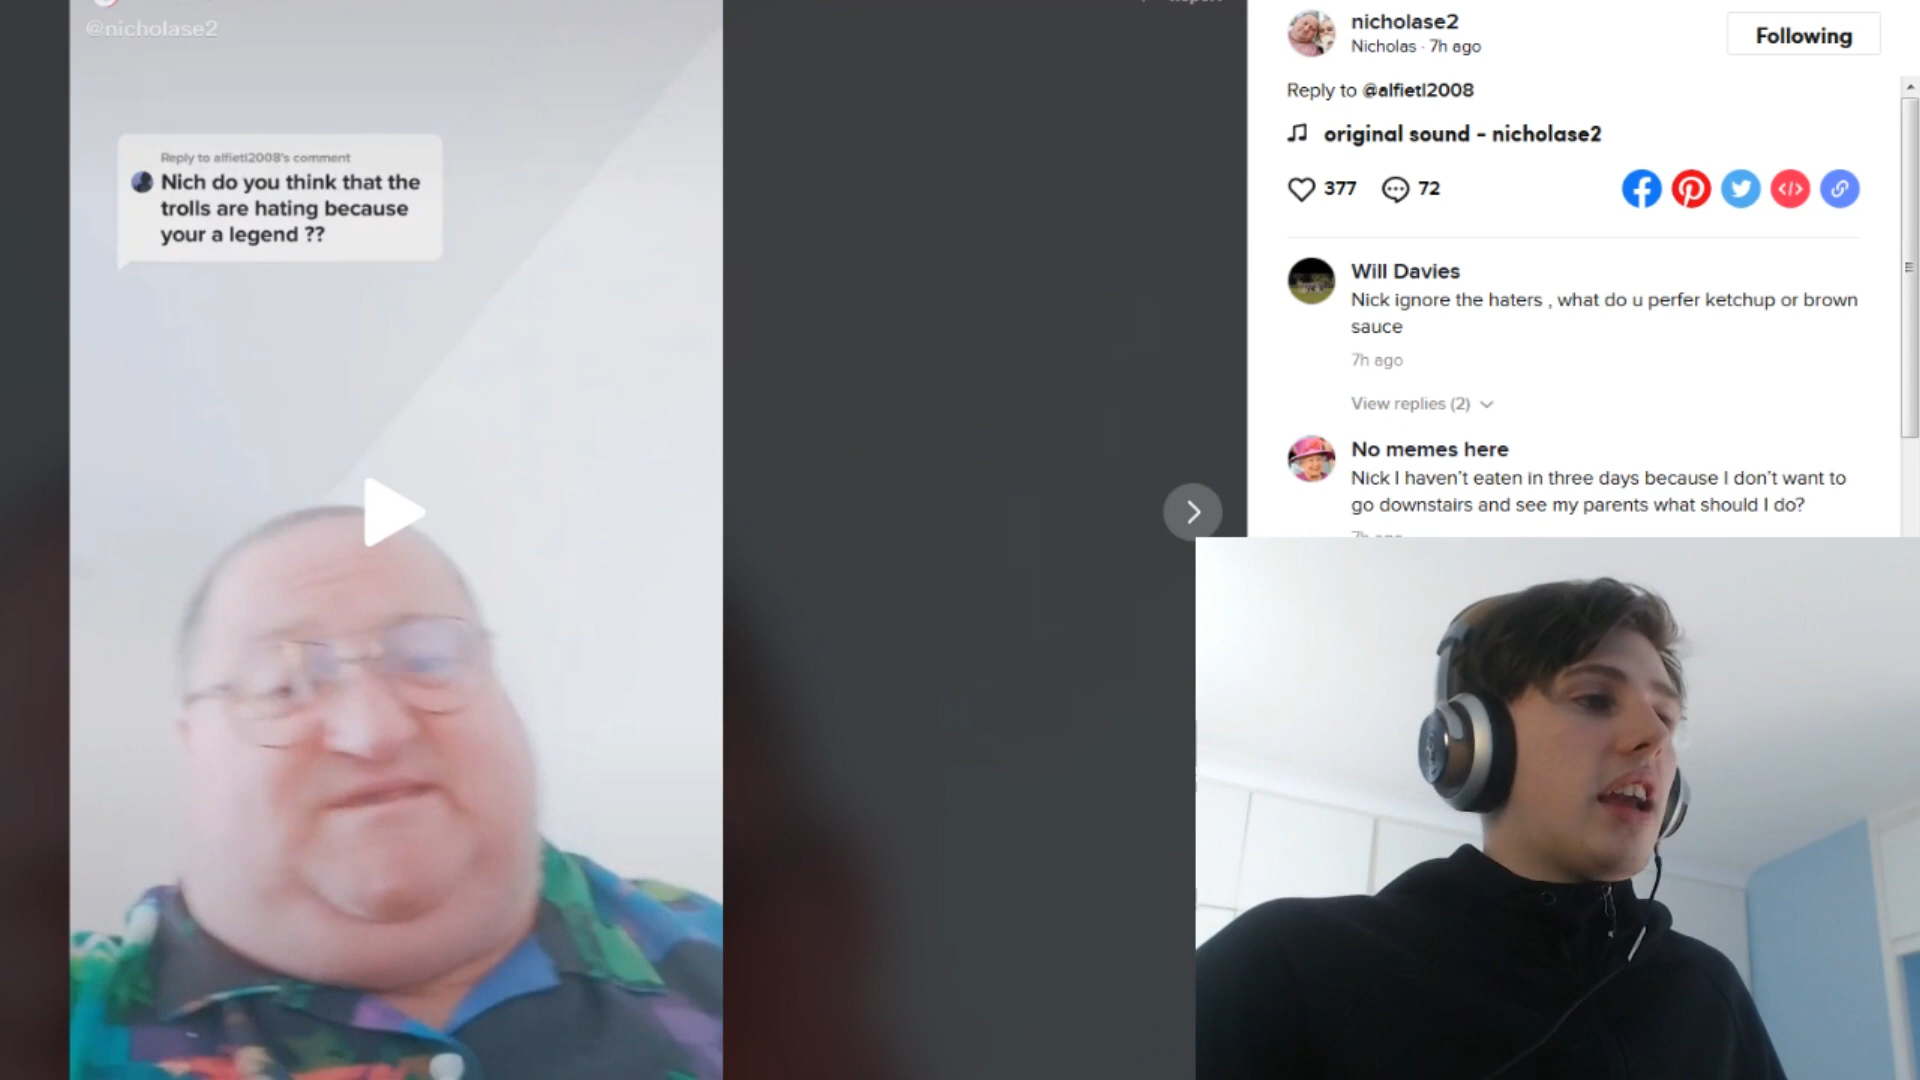 @nicholase2
Reply to alfietl2008's comment
Nich do you think that the
trolls are hating because
your a legend ??
nicholase2
Nicholas · 7h ago
Following
Reply to @alfietl2008
original sound - nicholase2
377
72
Will Davies
Nick ignore the haters , what do u perfer ketchup or brown
sauce
7h ago
View replies (2)
No memes here
Nick I haven't eaten in three days because I don't want to
go downstairs and see my parents what should I do?
7h ago